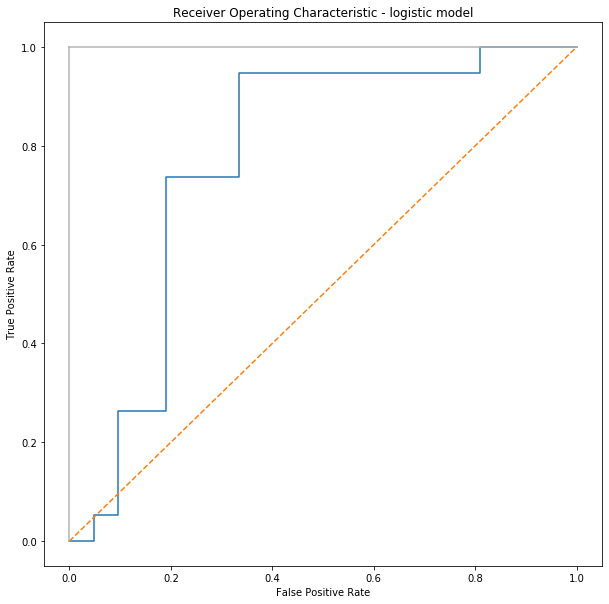 Receiver Operating Characteristic - logistic model
True Positive Rate
1.0
0.8
0.6
0.4
0.2
0.0
0.0 0.2 0.4 0.6 0.8 1.0
False Positive Rate